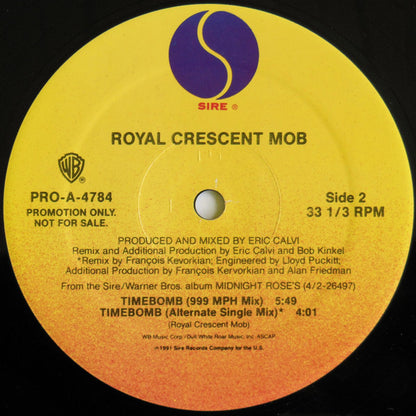 SIRE ®
ROYAL CRESCENT MOB
WB
PRO-A-4784
PROMOTION ONLY.
NOT FOR SALE.
Side 2
33 1/3 RPM
PRODUCED AND MIXED BY ERIC CALVI
Remix and Additional Production by Eric Calvi and Bob Kinkel
*Remix by François Kevorkian; Engineered by Lloyd Puckitt;
Additional Production by François Kervorkian and Alan Friedman
From the Sire/Warner Bros. album MIDNIGHT ROSE'S (4/2-26497)
TIMEBOMB (999 MPH Mix) 5:49
TIMEBOMB (Alternate Single Mix)* 4:01
(Royal Crescent Mob)
WB Music Corp./Dull White Roar Music, Inc. ASCAP
℗1991 Sire Records Company for the U.S.